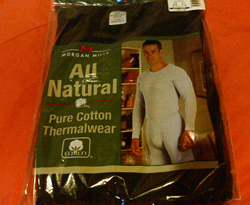 MORGAN MILLS
All
Natural
Pure Cotton
Thermalwear